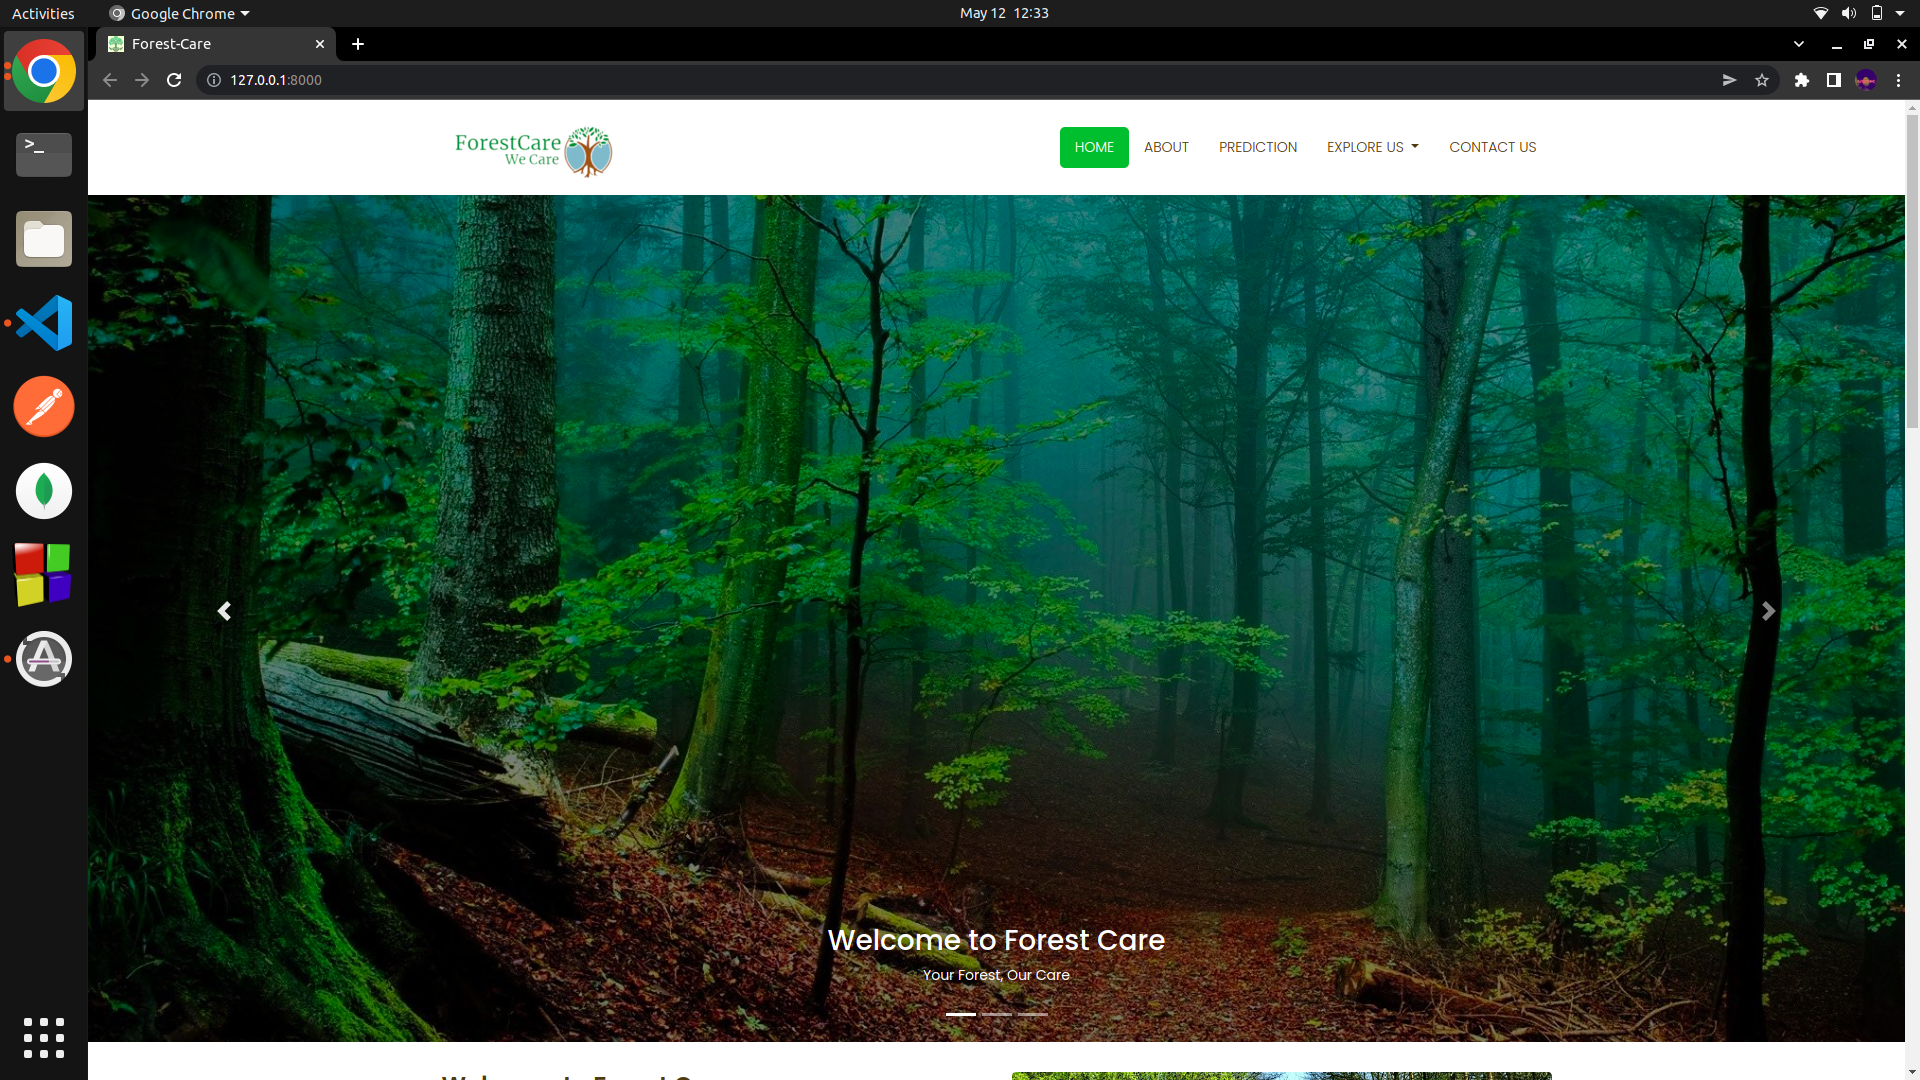 Activities
Google Chrome
May 12 12:33
Forest-Care
127.0.0.1:8000
ForestCare
We Care
HOME
ABOUT
PREDICTION
EXPLORE US
CONTACT US
Welcome to Forest Care
Your Forest, Our Care